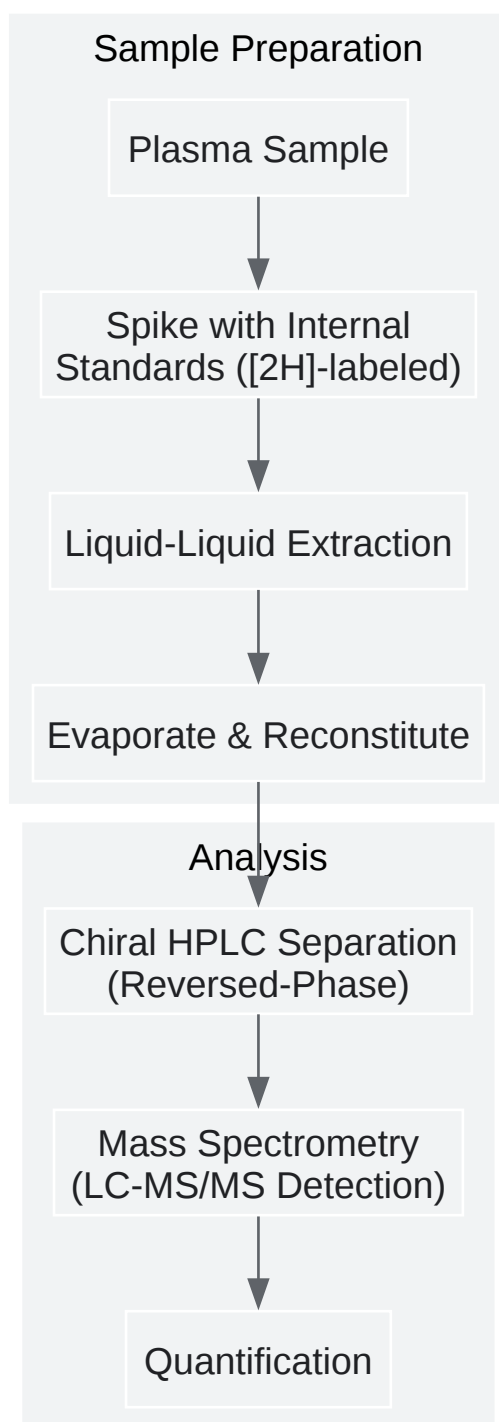 Sample Preparation
Plasma Sample
Spike with Internal
Standards ([2H]-labeled)
Liquid-Liquid Extraction
Evaporate & Reconstitute
Analysis
Chiral HPLC Separation
(Reversed-Phase)
Mass Spectrometry
(LC-MS/MS Detection)
Quantification